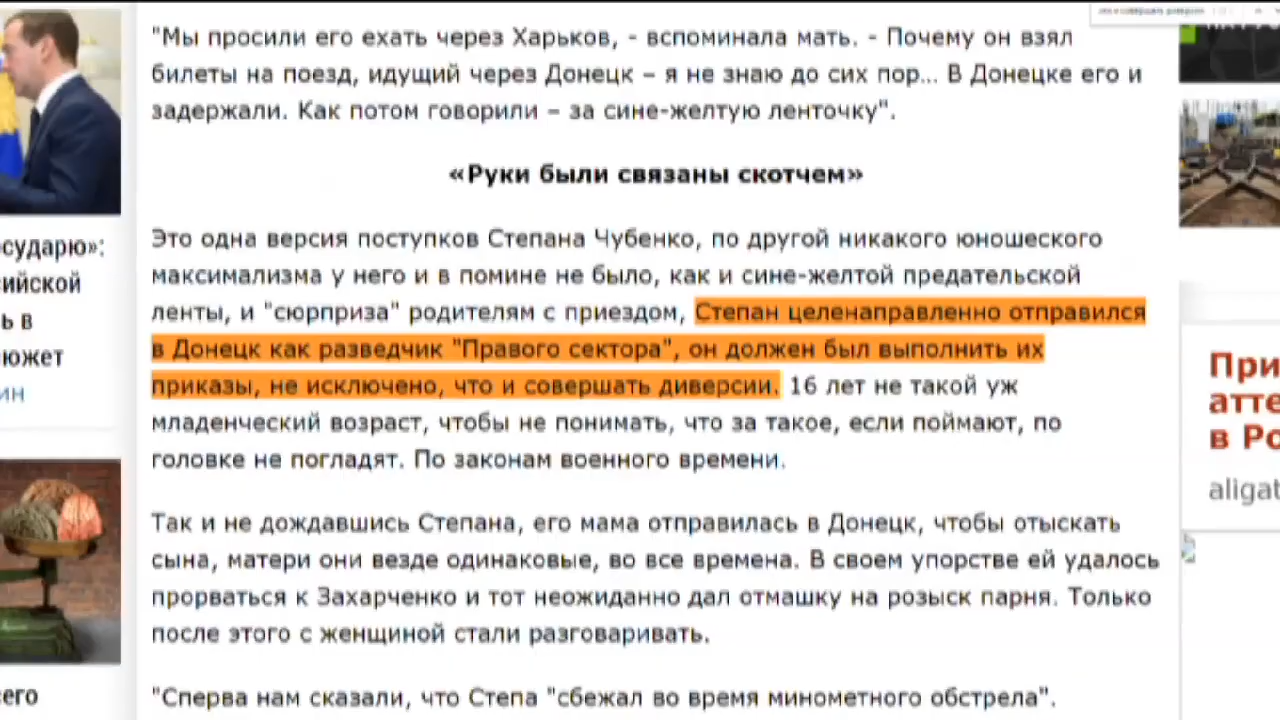 "Мы просили его ехать через Харьков, - вспоминала мать. - Почему он взял
билеты на поезд, идущий через Донецк – я не знаю до сих пор... В Донецке его и
задержали. Как потом говорили – за сине-желтую ленточку".
«Руки были связаны скотчем»
Это одна версия поступков Степана Чубенко, по другой никакого юношеского
максимализма у него и в помине не было, как и сине-желтой предательской
ленты, и "сюрприза" родителям с приездом, Степан целенаправленно отправился
в Донецк как разведчик "Правого сектора", он должен был выполнить их
приказы, не исключено, что и совершать диверсии. 16 лет не такой уж
младенческий возраст, чтобы не понимать, что за такое, если поймают, по
головке не погладят. По законам военного времени.
Так и не дождавшись Степана, его мама отправилась в Донецк, чтобы отыскать
сына, матери они везде одинаковые, во все времена. В своем упорстве ей удалось
прорваться к Захарченко и тот неожиданно дал отмашку на розыск парня. Только
после этого с женщиной стали разговаривать.
"Сперва нам сказали, что Степа "сбежал во время минометного обстрела".
осударю»:
ийской
ь в
южет
ин
его
При
атте
в Ро
aligat